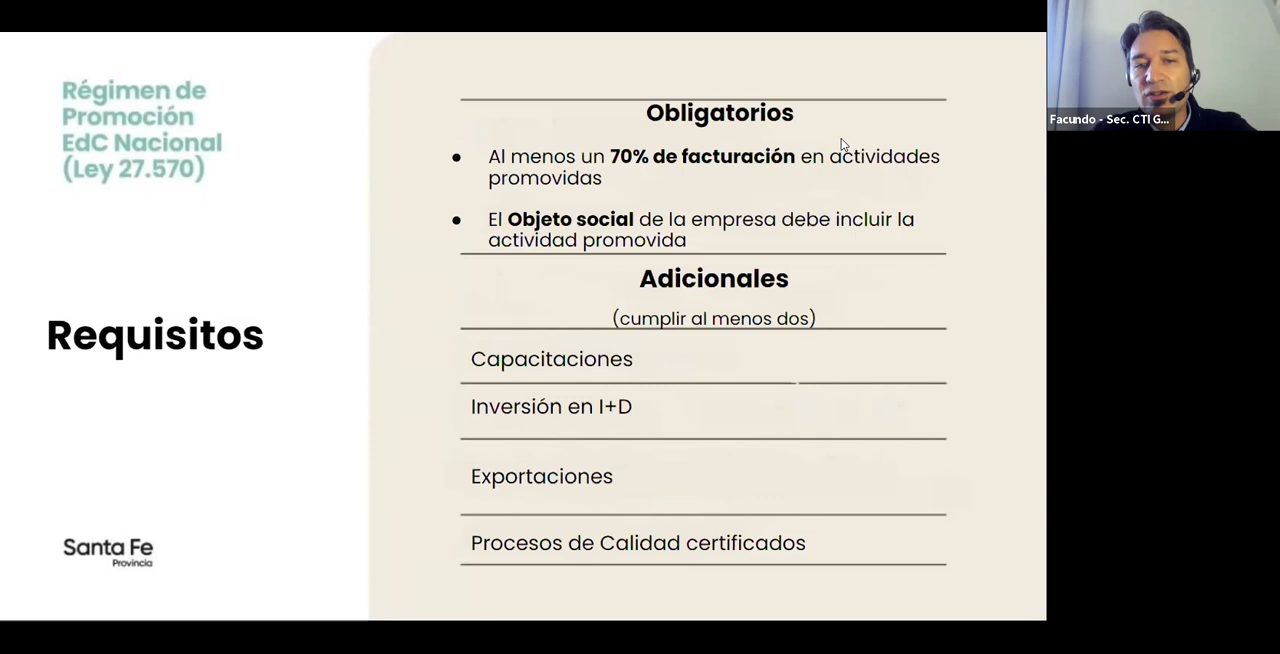 Régimen de
Promoción
EdC Nacional
(Ley 27.570)
Requisitos
Santa Fe
Provincia
Obligatorios
● Al menos un 70% de facturación en actividades
promovidas
● El Objeto social de la empresa debe incluir la
actividad promovida
Adicionales
(cumplir al menos dos)
Capacitaciones
Inversión en I+D
Exportaciones
Procesos de Calidad certificados
Facundo - Sec. CTI G...